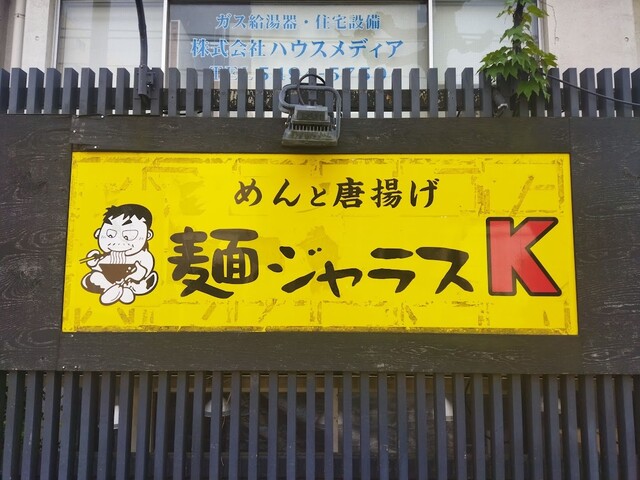 ガス給湯器・住宅設備
株式会社ハウスメディア
めんと唐揚げ
麺ジャラスK